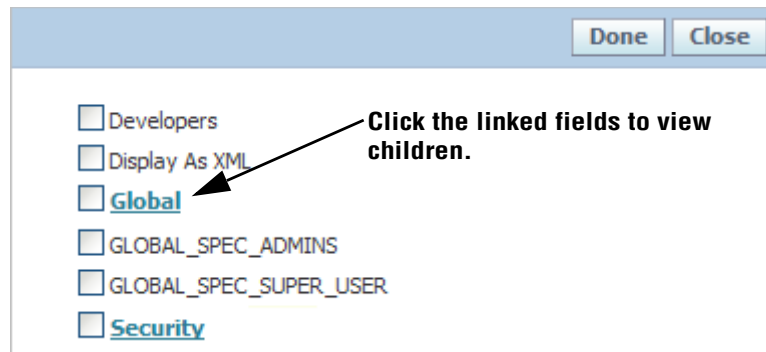 Done Close
Developers
Click the linked fields to view
children.
Display As XML
Global
GLOBAL_SPEC_ADMINS
GLOBAL_SPEC_SUPER_USER
Security